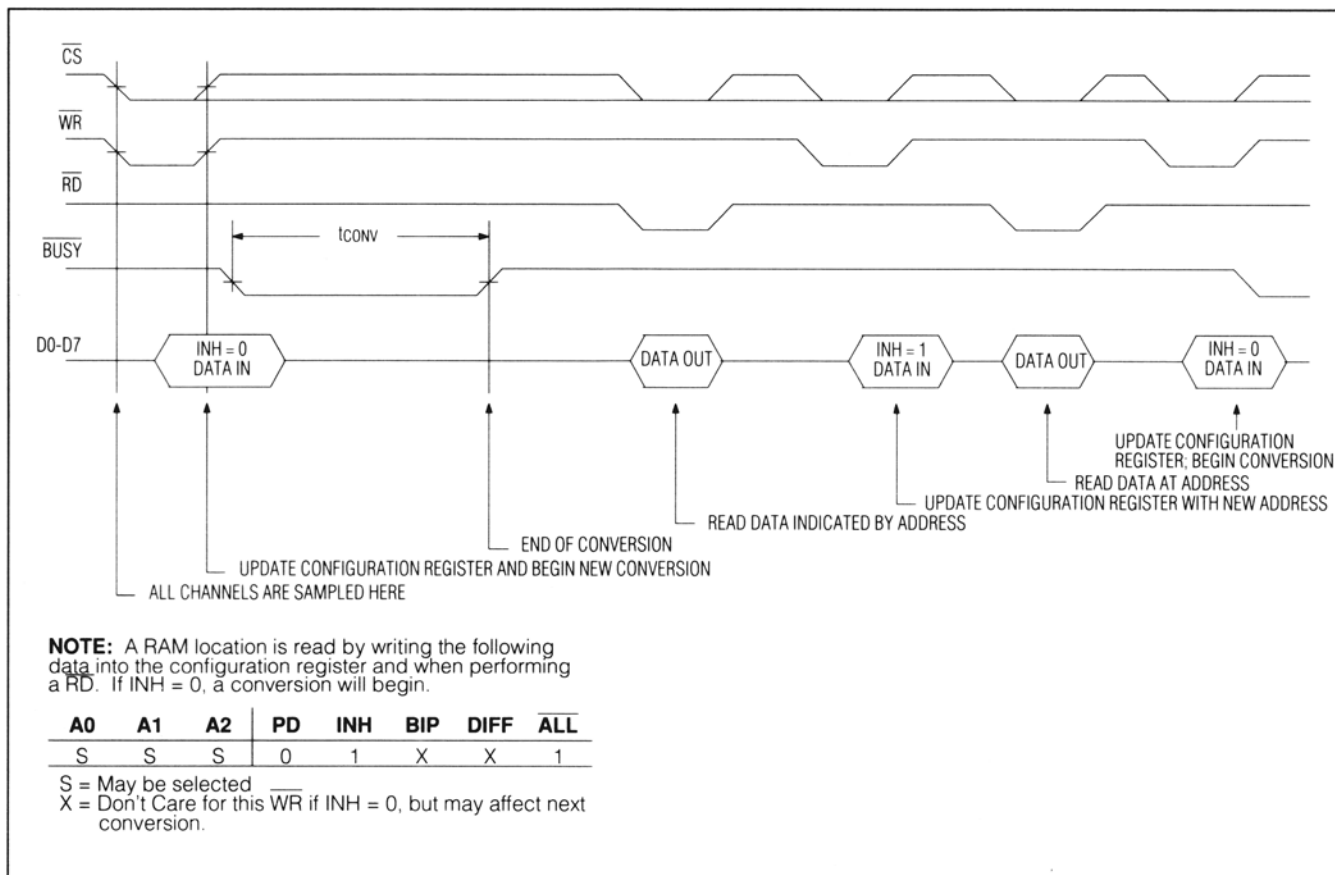 CS
WR
RD
tCONV
BUSY
D0-D7
INH = 0
DATA IN
DATA OUT
INH = 1
DATA IN
DATA OUT
INH = 0
DATA IN
UPDATE CONFIGURATION
REGISTER; BEGIN CONVERSION
READ DATA AT ADDRESS
UPDATE CONFIGURATION REGISTER WITH NEW ADDRESS
READ DATA INDICATED BY ADDRESS
END OF CONVERSION
UPDATE CONFIGURATION REGISTER AND BEGIN NEW CONVERSION
ALL CHANNELS ARE SAMPLED HERE
NOTE: A RAM location is read by writing the following
data into the configuration register and when performing
a RD. If INH = 0, a conversion will begin.
A0 A1 A2 PD INH BIP DIFF ALL
S S S 0 1 X X 1
S = May be selected
X = Don't Care for this WR if INH = 0, but may affect next
conversion.